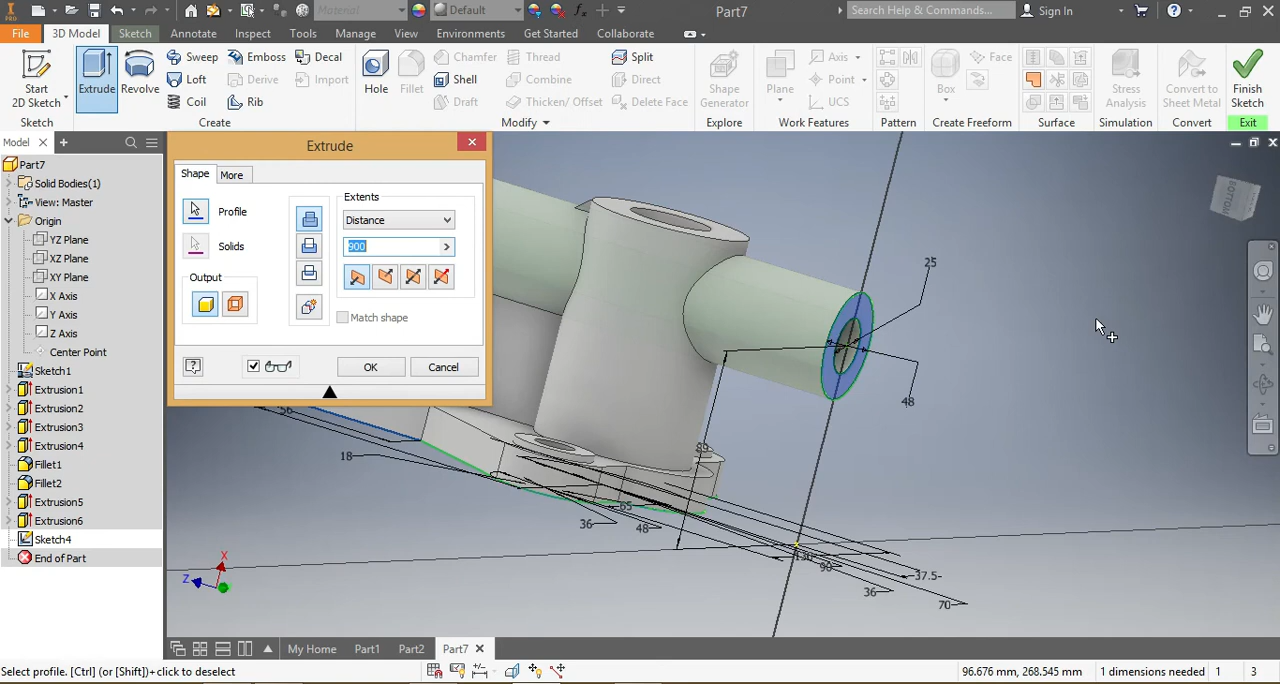 I PRO
Material
Default
Part7
Search Help & Commands...
Sign In
File 3D Model Sketch Annotate Inspect Tools Manage View Environments Get Started Collaborate
Start 2D Sketch
Extrude
Revolve
Sweep Emboss Decal
Loft Derive Import
Coil Rib
Hole
Fillet
Chamfer Thread
Shell Combine
Draft Thicken/ Offset
Split
Direct
Delete Face
Shape Generator
Plane
Axis
Point
UCS
Box
Face
Stress Analysis
Convert to Sheet Metal
Finish Sketch
Sketch Create Modify Explore Work Features Pattern Create Freeform Surface Simulation Convert Exit
Model
Part7
Solid Bodies(1)
View: Master
Origin
YZ Plane
XZ Plane
XY Plane
X Axis
Y Axis
Z Axis
Center Point
Sketch1
Extrusion1
Extrusion2
Extrusion3
Extrusion4
Fillet1
Fillet2
Extrusion5
Extrusion6
Sketch4
End of Part
Extrude
Shape More
Profile
Solids
Output
Extents
Distance
900
Match shape
OK Cancel
BOTTOM
25
48
56
18
65
36
48
90
37.5
36
70
X
Z
My Home Part1 Part2 Part7
Select profile. [Ctrl] (or [Shift])+click to deselect
96.676 mm, 268.545 mm 1 dimensions needed 1 3